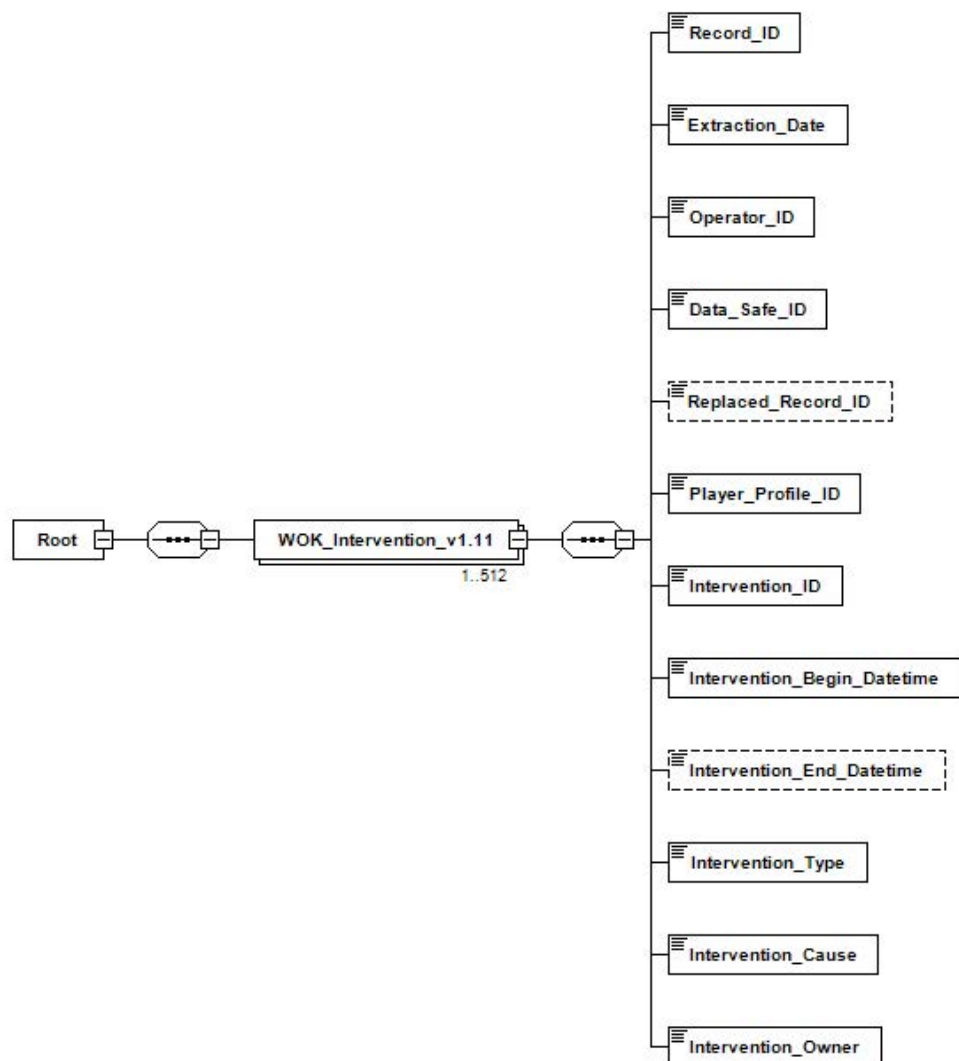 Record_ID
Extraction_Date
Operator_ID
Data_Safe_ID
Replaced_Record_ID
Player_Profile_ID
Root
WOK_Intervention_v1.11
1..512
Intervention_ID
Intervention_Begin_Datetime
Intervention_End_Datetime
Intervention_Type
Intervention_Cause
Intervention_Owner